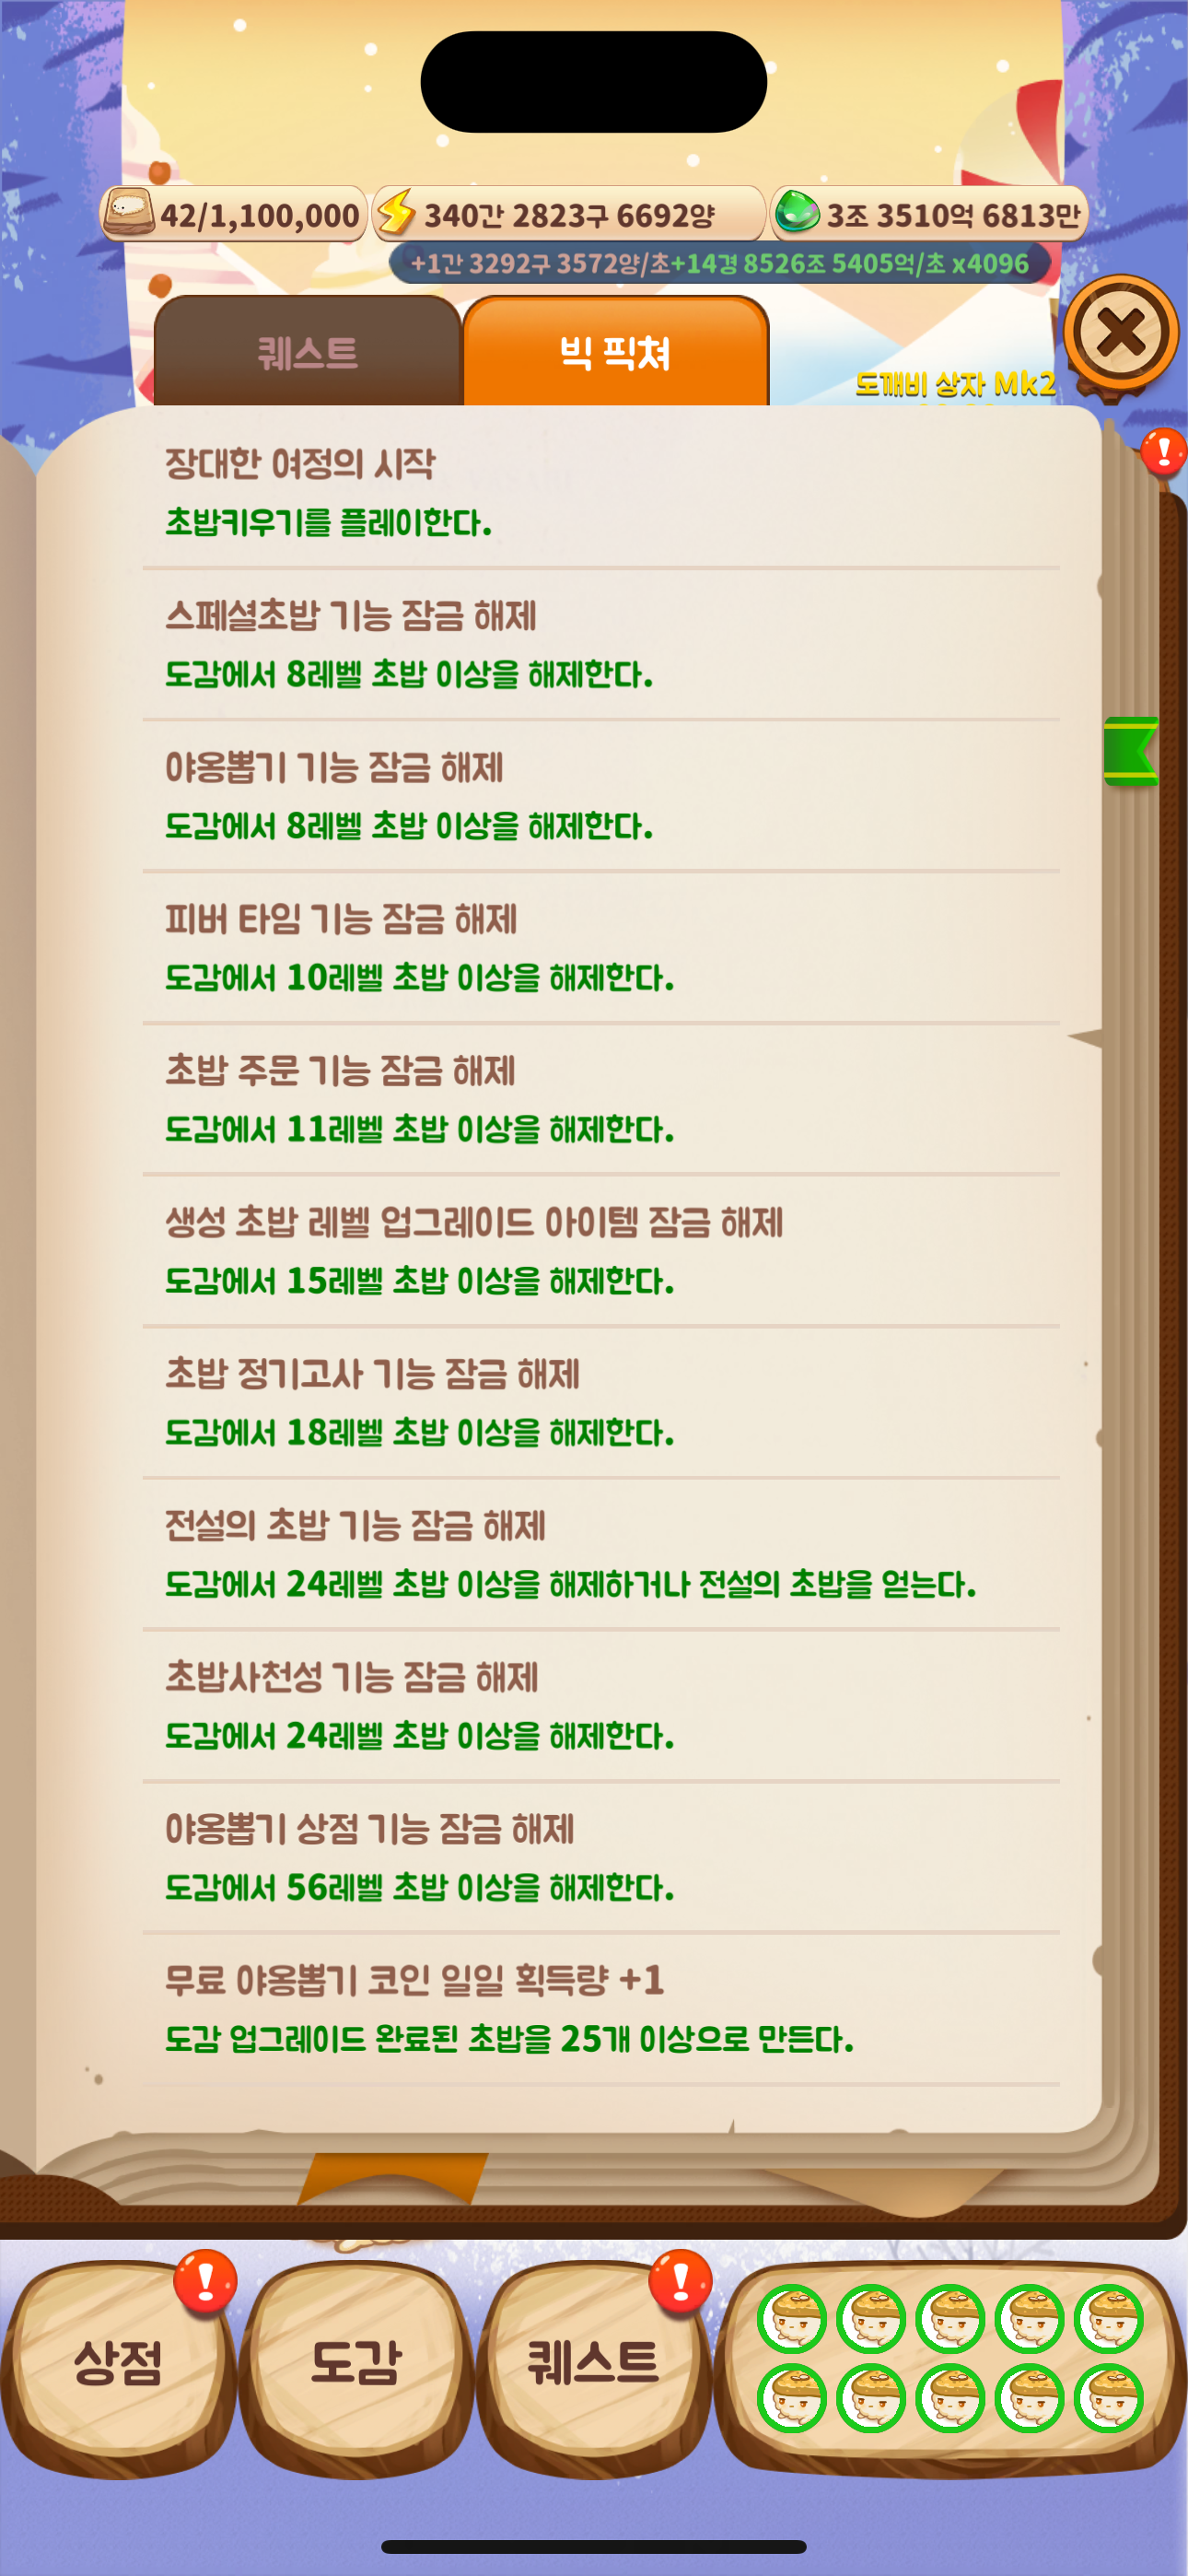 42/1,100,000
340간 2823구 6692양
3조 3510억 6813만
+1간 3292구 3572양/초+14경 8526조 5405억/초 x4096
퀘스트
빅 픽쳐
도깨비 상자 Mk2
장대한 여정의 시작
초밥키우기를 플레이한다.
스페셜초밥 기능 잠금 해제
도감에서 8레벨 초밥 이상을 해제한다.
야옹뽑기 기능 잠금 해제
도감에서 8레벨 초밥 이상을 해제한다.
피버 타임 기능 잠금 해제
도감에서 10레벨 초밥 이상을 해제한다.
초밥 주문 기능 잠금 해제
도감에서 11레벨 초밥 이상을 해제한다.
생성 초밥 레벨 업그레이드 아이템 잠금 해제
도감에서 15레벨 초밥 이상을 해제한다.
초밥 정기고사 기능 잠금 해제
도감에서 18레벨 초밥 이상을 해제한다.
전설의 초밥 기능 잠금 해제
도감에서 24레벨 초밥 이상을 해제하거나 전설의 초밥을 얻는다.
초밥사천성 기능 잠금 해제
도감에서 24레벨 초밥 이상을 해제한다.
야옹뽑기 상점 기능 잠금 해제
도감에서 56레벨 초밥 이상을 해제한다.
무료 야옹뽑기 코인 일일 획득량 +1
도감 업그레이드 완료된 초밥을 25개 이상으로 만든다.
상점
도감
퀘스트